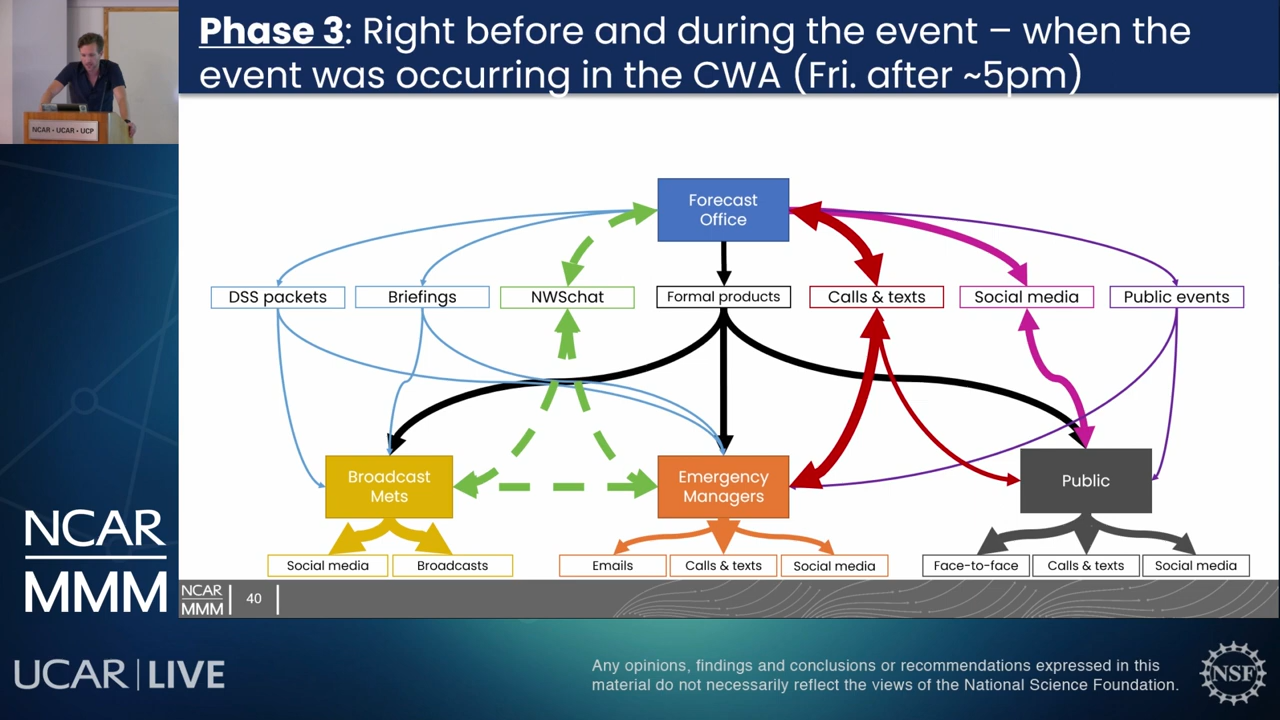 Phase 3: Right before and during the event – when the
event was occurring in the CWA (Fri. after ~5pm)
NCAR • UCAR • UCP
Forecast
Office
DSS packets
Briefings
NWSchat
Formal products
Calls & texts
Social media
Public events
Broadcast
Mets
Emergency
Managers
Public
Social media
Broadcasts
Emails
Calls & texts
Social media
Face-to-face
Calls & texts
Social media
NCAR
MMM
NCAR
MMM
40
UCAR | LIVE
Any opinions, findings and conclusions or recommendations expressed in this
material do not necessarily reflect the views of the National Science Foundation.
NSF